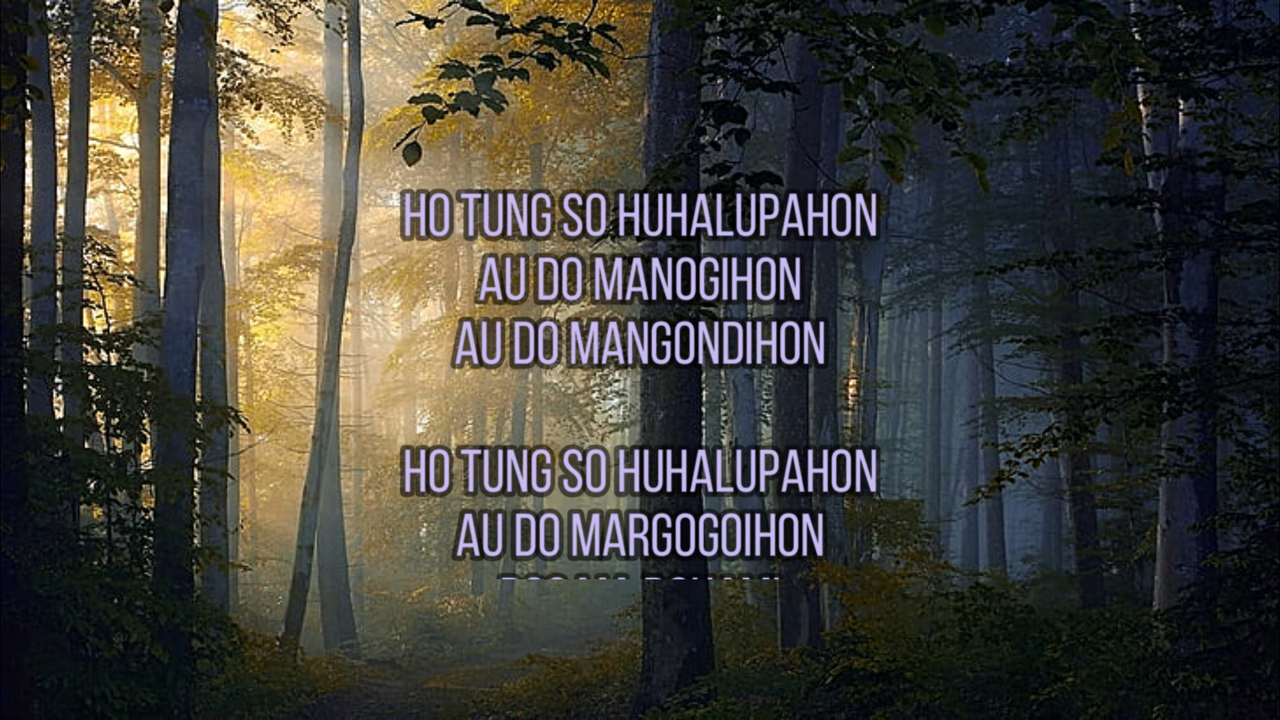 HO TUNG SO HUHALUPAHON
AU DO MANOGIHON
AU DO MANGONDIHON
HO TUNG SO HUHALUPAHON
AU DO MARGOGOIHON